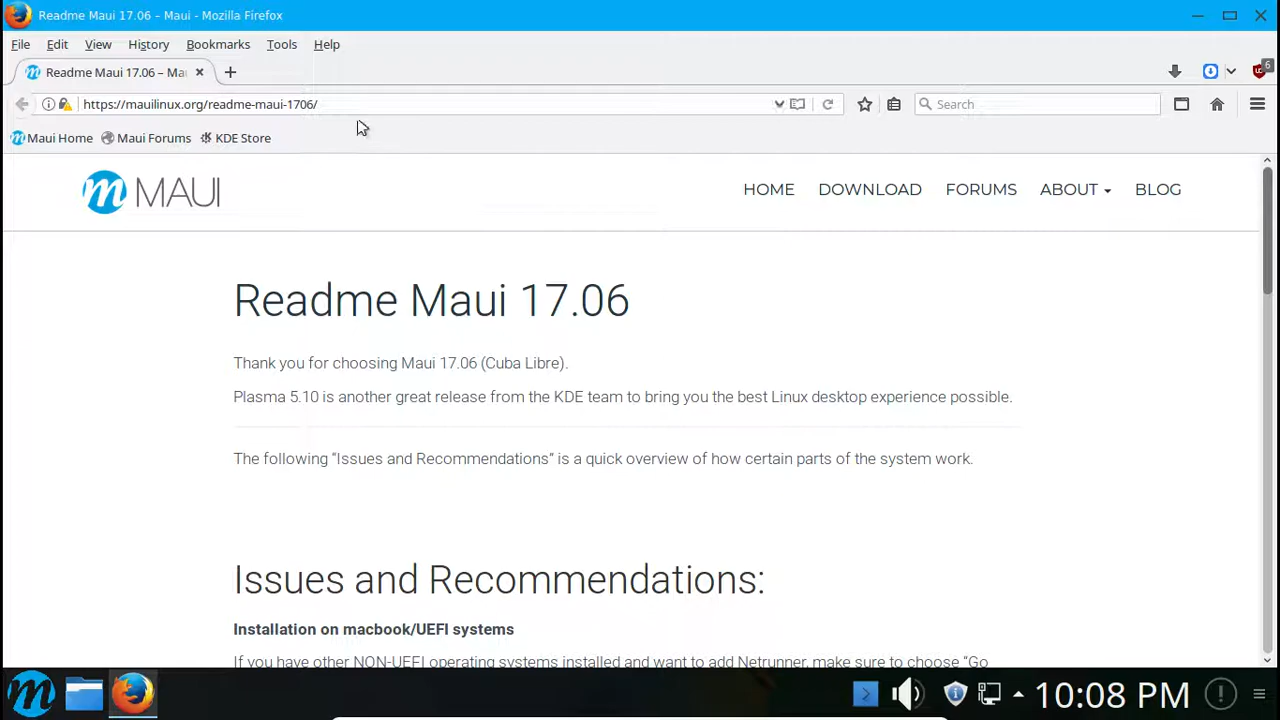 Readme Maui 17.06 – Maui - Mozilla Firefox
File Edit View History Bookmarks Tools Help
Readme Maui 17.06 – Mau
6
https://mauilinux.org/readme-maui-1706/
Search
Maui Home Maui Forums KDE Store
m MAUI
HOME DOWNLOAD FORUMS ABOUT BLOG
Readme Maui 17.06
Thank you for choosing Maui 17.06 (Cuba Libre).
Plasma 5.10 is another great release from the KDE team to bring you the best Linux desktop experience possible.
The following “Issues and Recommendations” is a quick overview of how certain parts of the system work.
Issues and Recommendations:
Installation on macbook/UEFI systems
If you have other NON-UEFI operating systems installed and want to add Netrunner, make sure to choose “Go
10:08 PM